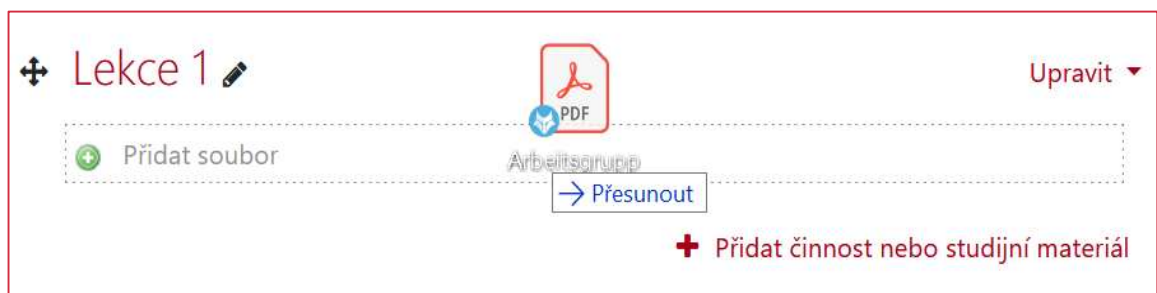 Lekce 1
Upravit
PDF
Přidat soubor
Arbeitsgrupp
Přesunout
Přidat činnost nebo studijní materiál